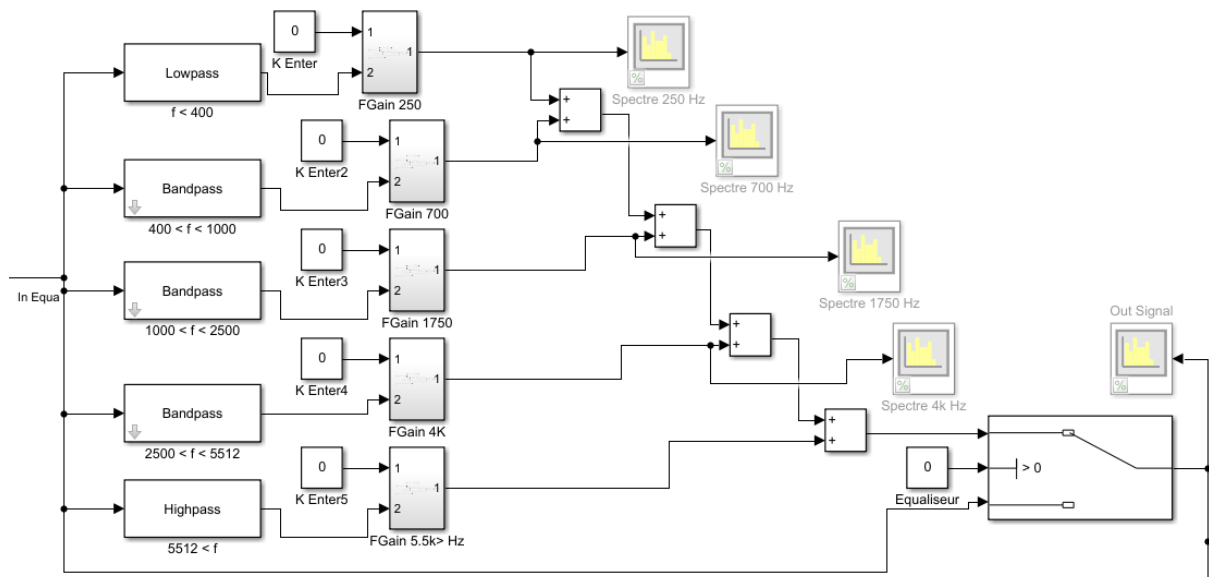 Lowpass
f < 400
0
K Enter
1
2
1
FGain 250
+
+
%
Spectre 250 Hz
Bandpass
400 < f < 1000
0
K Enter2
1
2
1
FGain 700
%
Spectre 700 Hz
In Equa
Bandpass
1000 < f < 2500
0
K Enter3
1
2
1
FGain 1750
+
+
%
Spectre 1750 Hz
Bandpass
2500 < f < 5512
0
K Enter4
1
2
1
FGain 4K
+
+
%
Spectre 4k Hz
Out Signal
%
Highpass
5512 < f
0
K Enter5
1
2
1
FGain 5.5k> Hz
+
+
0
Equaliseur
> 0